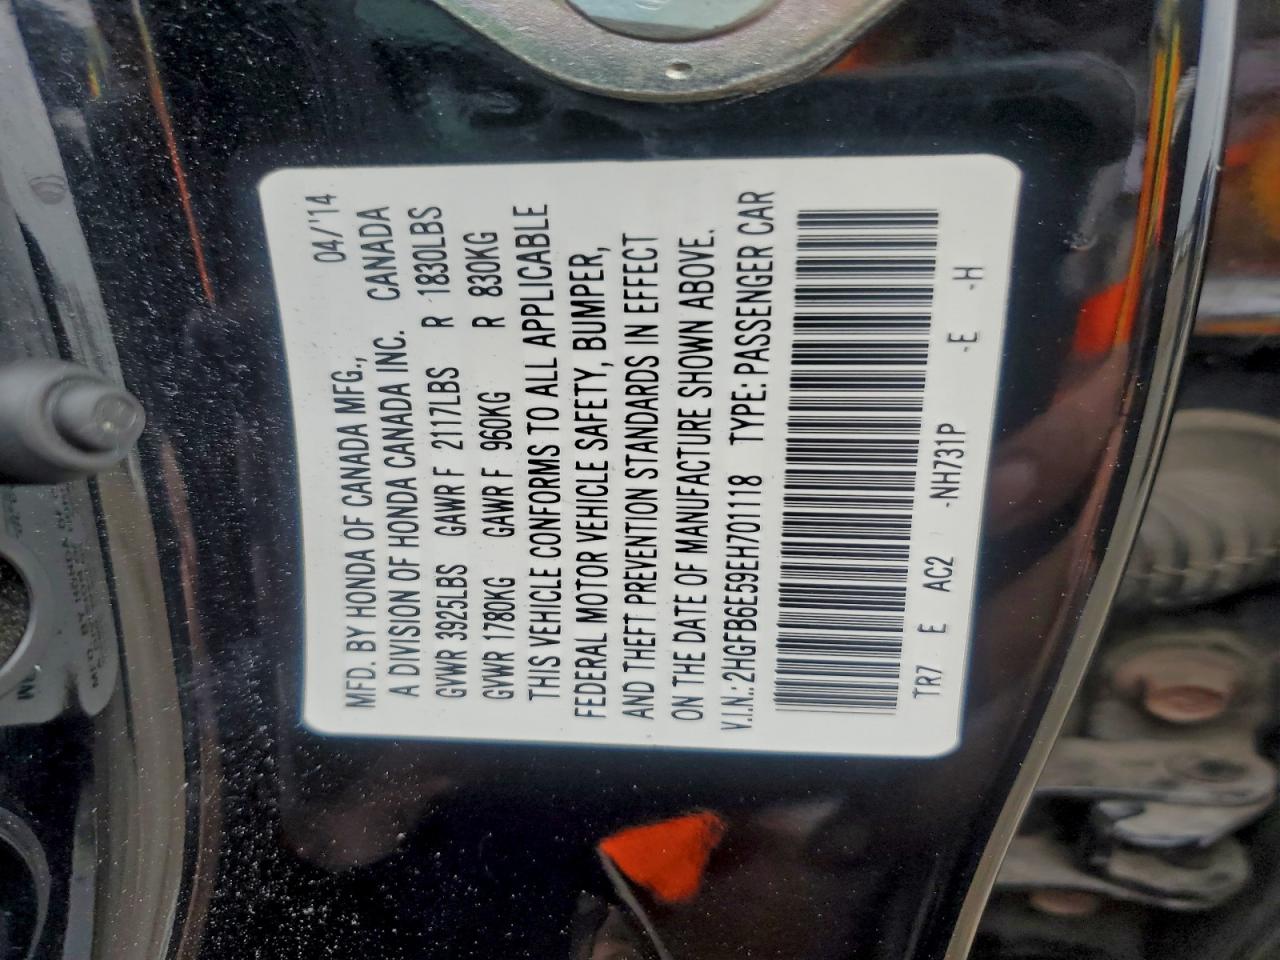 04/'14
MFD. BY HONDA OF CANADA MFG.,
A DIVISION OF HONDA CANADA INC. CANADA
GVWR 3925LBS GAWR F 2117LBS R 1830LBS
GVWR 1780KG GAWR F 960KG R 830KG
THIS VEHICLE CONFORMS TO ALL APPLICABLE
FEDERAL MOTOR VEHICLE SAFETY, BUMPER,
AND THEFT PREVENTION STANDARDS IN EFFECT
ON THE DATE OF MANUFACTURE SHOWN ABOVE.
V.I.N.: 2HGFB6E59EH701118 TYPE: PASSENGER CAR
TR7 E AC2 -NH731P -E -H